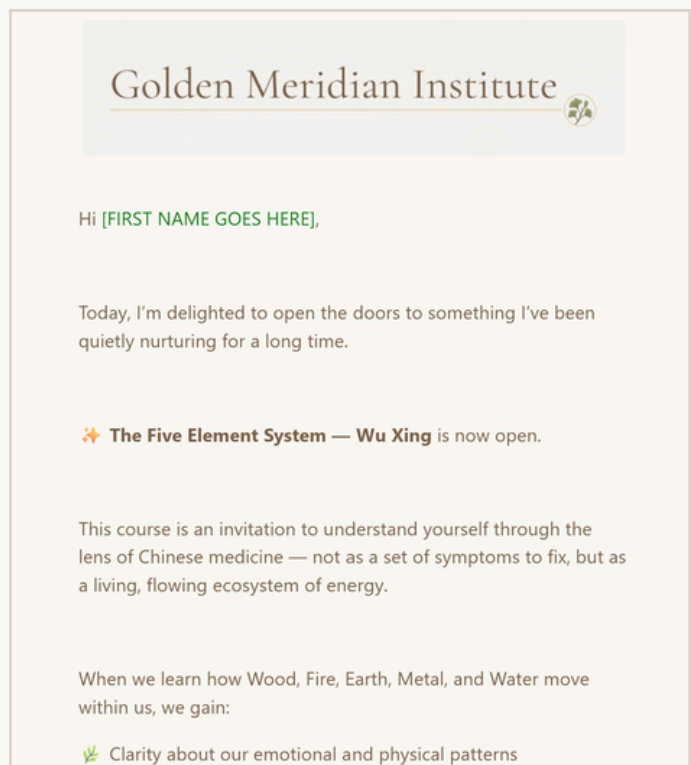 Golden Meridian Institute
Hi [FIRST NAME GOES HERE],
Today, I’m delighted to open the doors to something I’ve been
quietly nurturing for a long time.
✨ The Five Element System — Wu Xing is now open.
This course is an invitation to understand yourself through the
lens of Chinese medicine — not as a set of symptoms to fix, but as
a living, flowing ecosystem of energy.
When we learn how Wood, Fire, Earth, Metal, and Water move
within us, we gain:
🌿 Clarity about our emotional and physical patterns